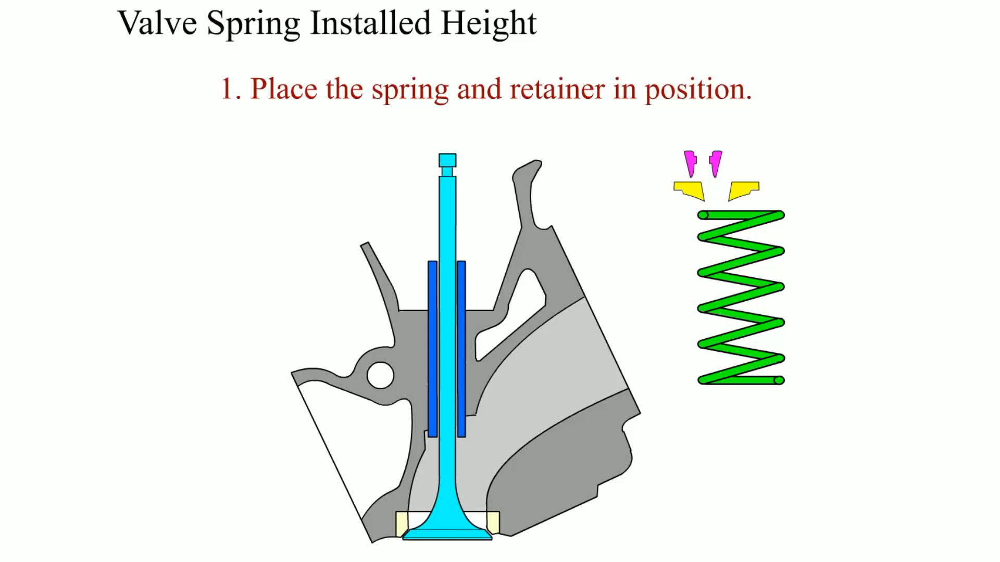 Valve Spring Installed Height
1. Place the spring and retainer in position.